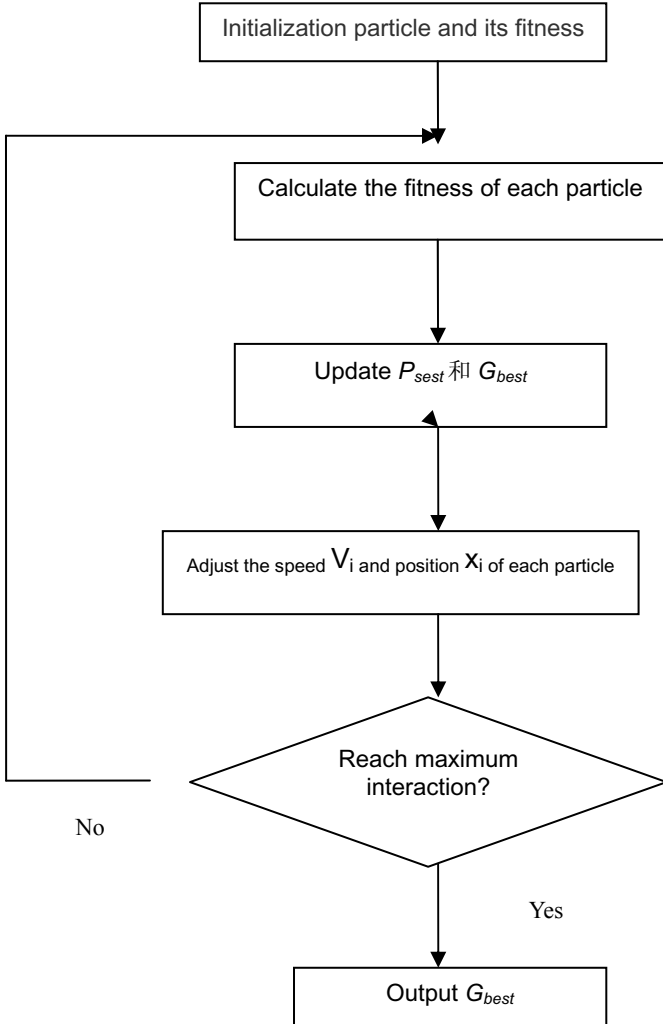 Initialization particle and its fitness
Calculate the fitness of each particle
Update Psest 和 Gbest
Adjust the speed Vi and position xi of each particle
Reach maximum
interaction?
No
Yes
Output Gbest